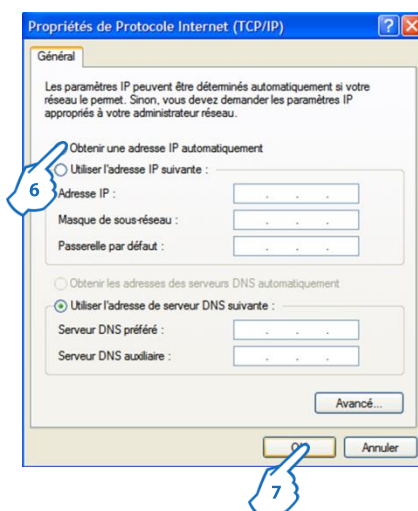 Propriétés de Protocole Internet (TCP/IP)
Général
Les paramètres IP peuvent être déterminés automatiquement si votre
réseau le permet. Sinon, vous devez demander les paramètres IP
appropriés à votre administrateur réseau.
Obtenir une adresse IP automatiquement
Utiliser l'adresse IP suivante :
6
Adresse IP :
Masque de sous-réseau :
Passerelle par défaut :
Obtenir les adresses des serveurs DNS automatiquement
Utiliser l'adresse de serveur DNS suivante :
Serveur DNS préféré :
Serveur DNS auxiliaire :
Avancé...
Annuler
7